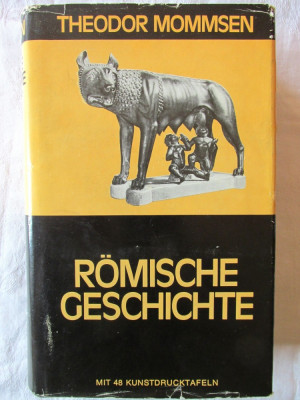 THEODOR MOMMSEN
RÖMISCHE
GESCHICHTE
MIT 48 KUNSTDRUCKTAFELN